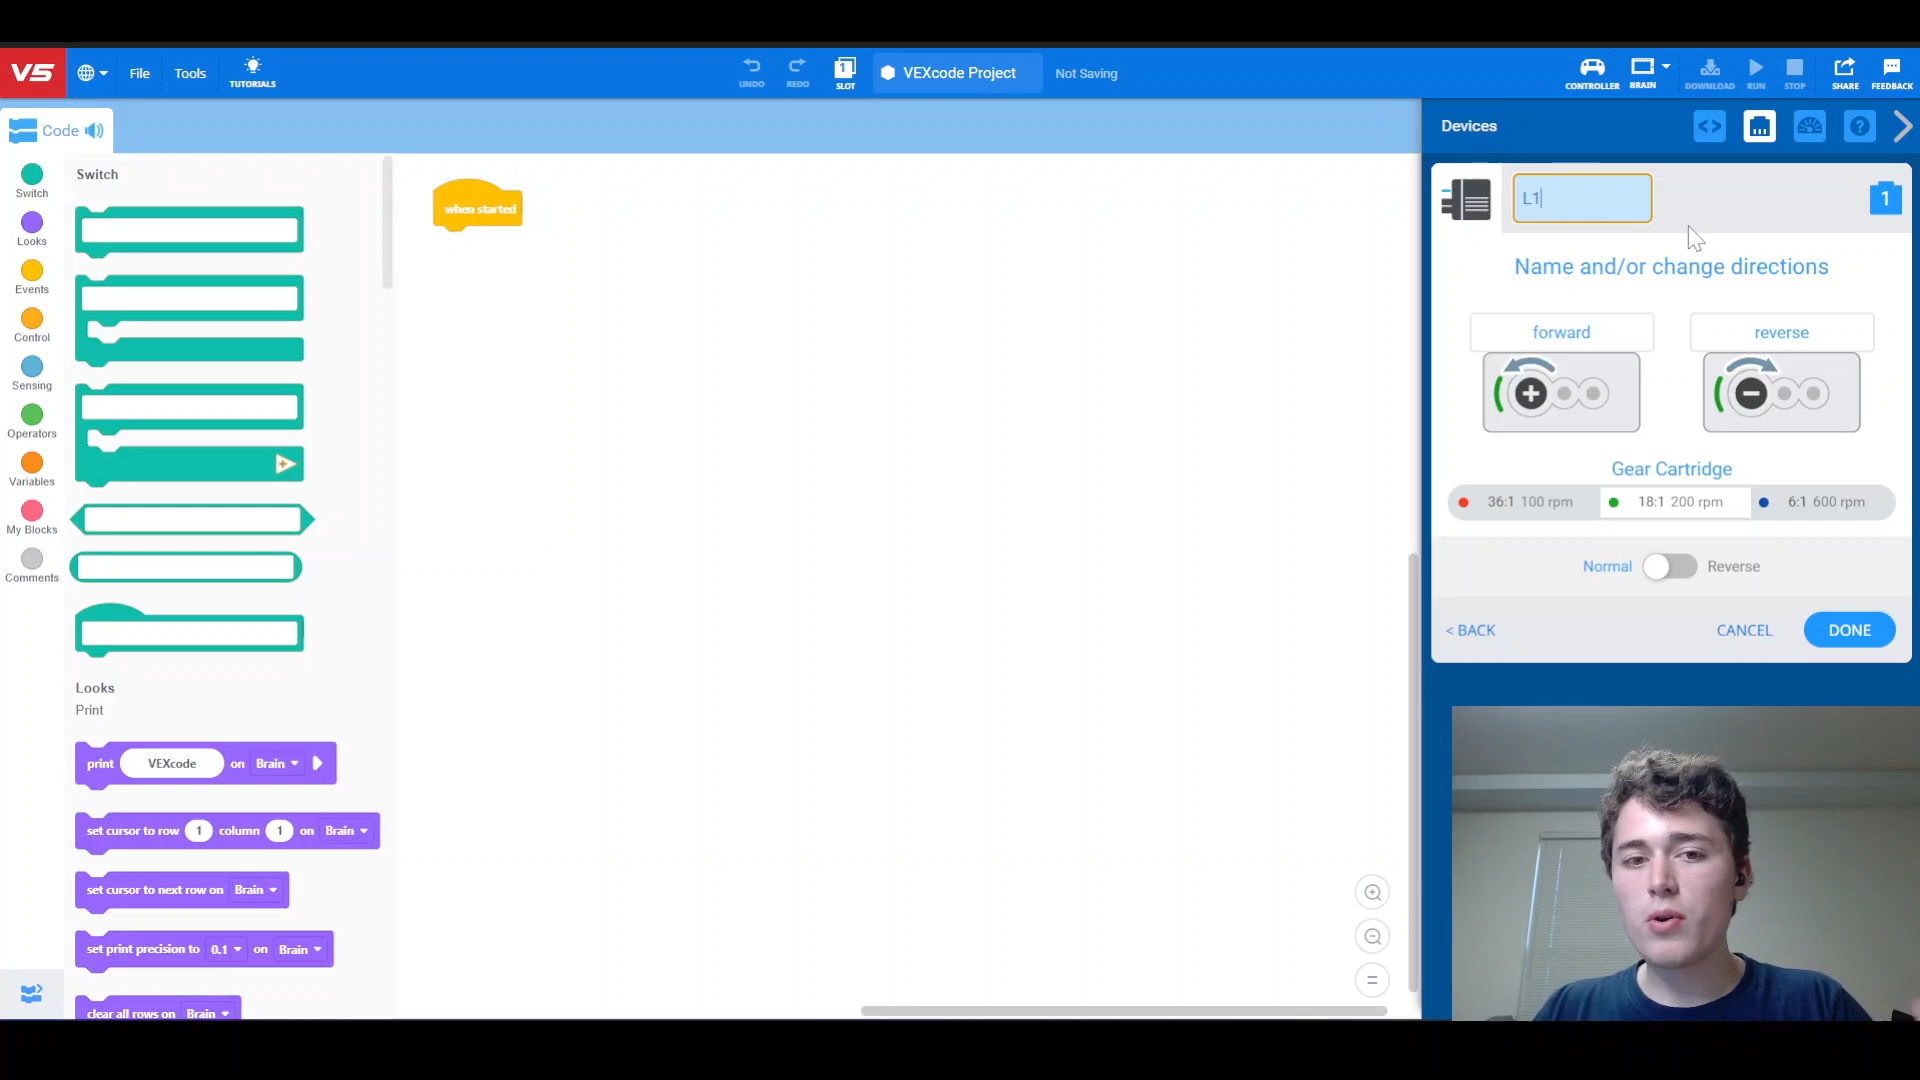 V5
File
Tools
TUTORIALS
UNDO
REDO
1
SLOT
VEXcode Project
Not Saving
CONTROLLER
BRAIN
DOWNLOAD
RUN
STOP
SHARE
FEEDBACK
Code
Devices
< >
?
Switch
Looks
Events
Control
Sensing
Operators
Variables
My Blocks
Comments
Switch
Looks
Print
print VEXcode on Brain
set cursor to row 1 column 1 on Brain
set cursor to next row on Brain
set print precision to 0.1 on Brain
clear all rows on Brain
when started
L1
1
Name and/or change directions
forward
reverse
Gear Cartridge
36:1 100 rpm
18:1 200 rpm
6:1 600 rpm
Normal
Reverse
< BACK
CANCEL
DONE